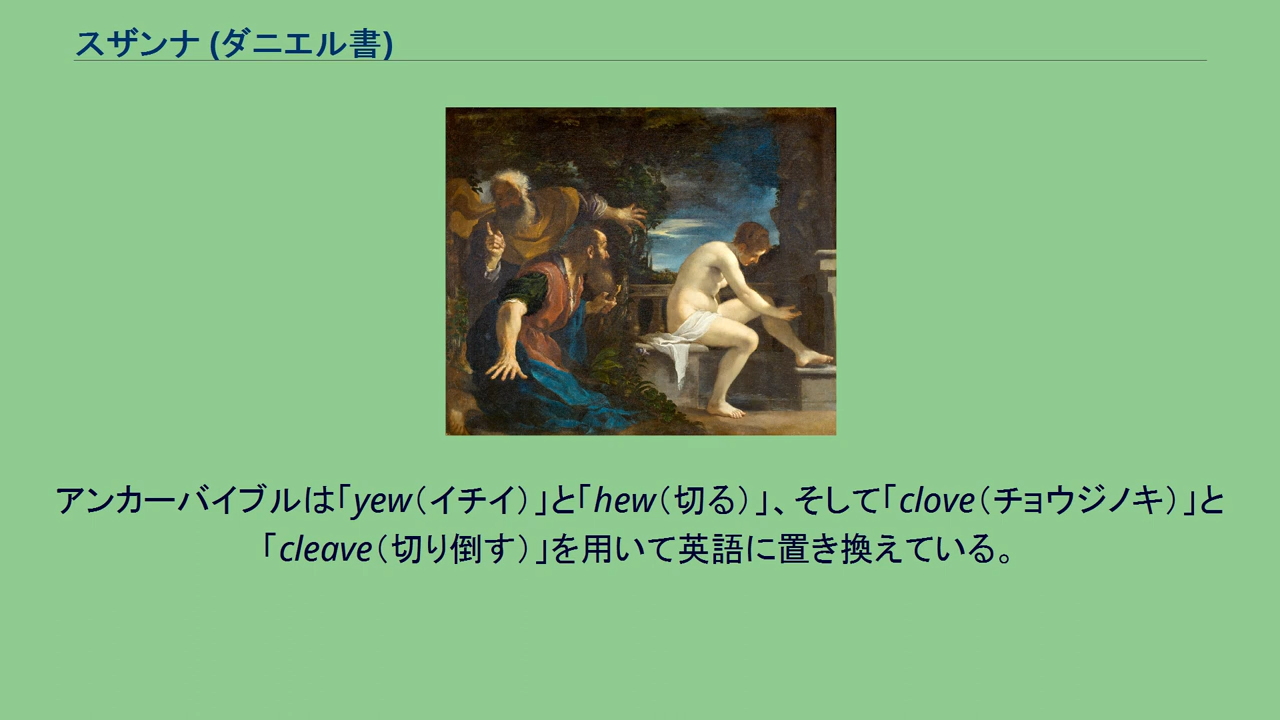 スザンナ (ダニエル書)
アンカーバイブルは「yew（イチイ）」と「hew（切る）」、そして「clove（チョウジノキ）」と
「cleave（切り倒す）」を用いて英語に置き換えている。